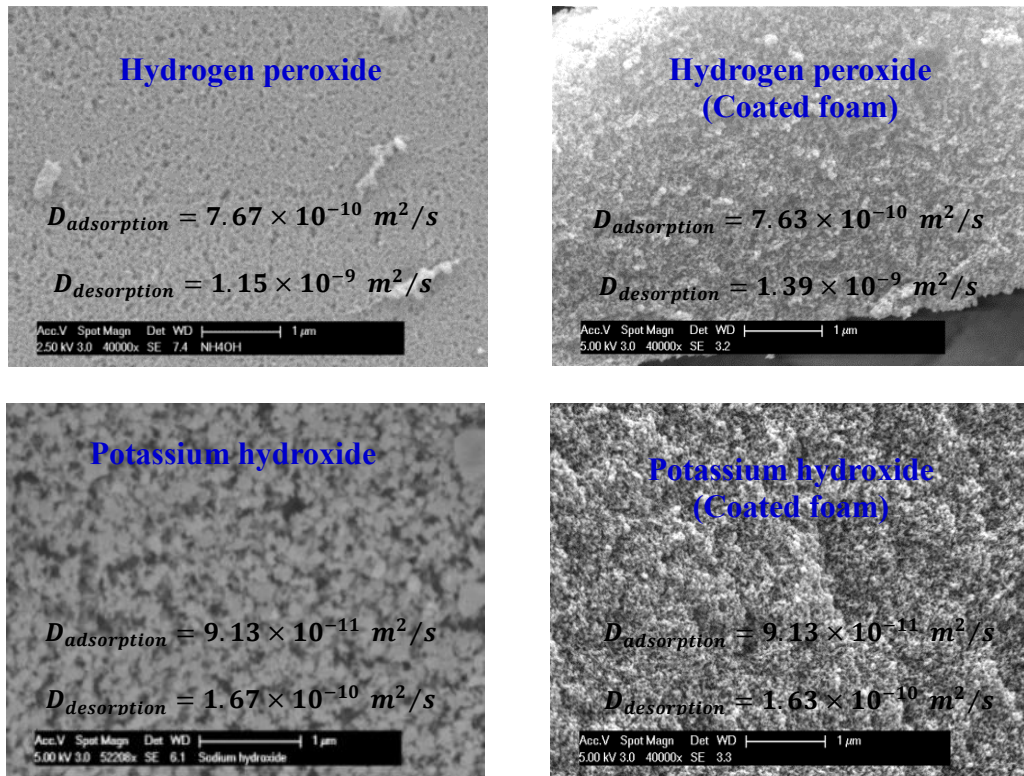 Hydrogen peroxide
D_adsorption = 7.67 × 10^−10 m^2/s
D_desorption = 1.15 × 10^−9 m^2/s
Acc.V Spot Magn Det WD 1 µm
2.50 kV 3.0 40000x SE 7.4 NH4OH
Hydrogen peroxide
(Coated foam)
D_adsorption = 7.63 × 10^−10 m^2/s
D_desorption = 1.39 × 10^−9 m^2/s
Acc.V Spot Magn Det WD 1 µm
5.00 kV 3.0 40000x SE 3.2
Potassium hydroxide
D_adsorption = 9.13 × 10^−11 m^2/s
D_desorption = 1.67 × 10^−10 m^2/s
Acc.V Spot Magn Det WD 1 µm
5.00 kV 3.0 52208x SE 6.1 Sodium hydroxide
Potassium hydroxide
(Coated foam)
D_adsorption = 9.13 × 10^−11 m^2/s
D_desorption = 1.63 × 10^−10 m^2/s
Acc.V Spot Magn Det WD 1 µm
5.00 kV 3.0 40000x SE 3.3